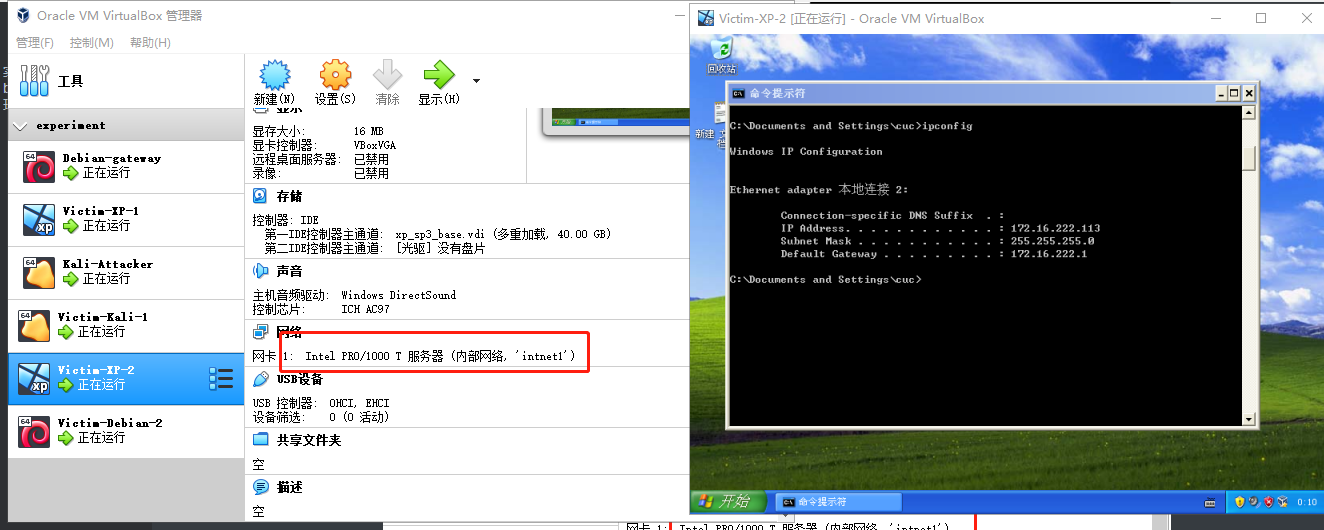 Oracle VM VirtualBox 管理器
管理(F) 控制(M) 帮助(H)
工具
experiment
Debian-gateway
正在运行
Victim-XP-1
正在运行
Kali-Attacker
正在运行
Victim-Kali-1
正在运行
Victim-XP-2
正在运行
Victim-Debian-2
正在运行
新建(N) 设置(S) 清除 显示(H)
显示
显存大小: 16 MB
显卡控制器: VBoxVGA
远程桌面服务器: 已禁用
录像: 已禁用
存储
控制器: IDE
第一IDE控制器主通道: xp_sp3_base.vdi (多重加载, 40.00 GB)
第二IDE控制器主通道: [光驱] 没有盘片
声音
主机音频驱动: Windows DirectSound
控制芯片: ICH AC97
网络
网卡 1: Intel PRO/1000 T 服务器 (内部网络, 'intnet1')
USB设备
USB 控制器: OHCI, EHCI
设备筛选: 0 (0 活动)
共享文件夹
空
描述
空
Victim-XP-2 [正在运行] - Oracle VM VirtualBox
回收站
新建 文
命令提示符
C:\Documents and Settings\cuc>ipconfig
Windows IP Configuration
Ethernet adapter 本地连接 2:
Connection-specific DNS Suffix . :
IP Address. . . . . . . . . . . . : 172.16.222.113
Subnet Mask . . . . . . . . . . . : 255.255.255.0
Default Gateway . . . . . . . . . : 172.16.222.1
C:\Documents and Settings\cuc>
开始
命令提示符
0:10
网卡 1: Intel PRO/1000 T 服务器 (内部网络, 'intnet1')